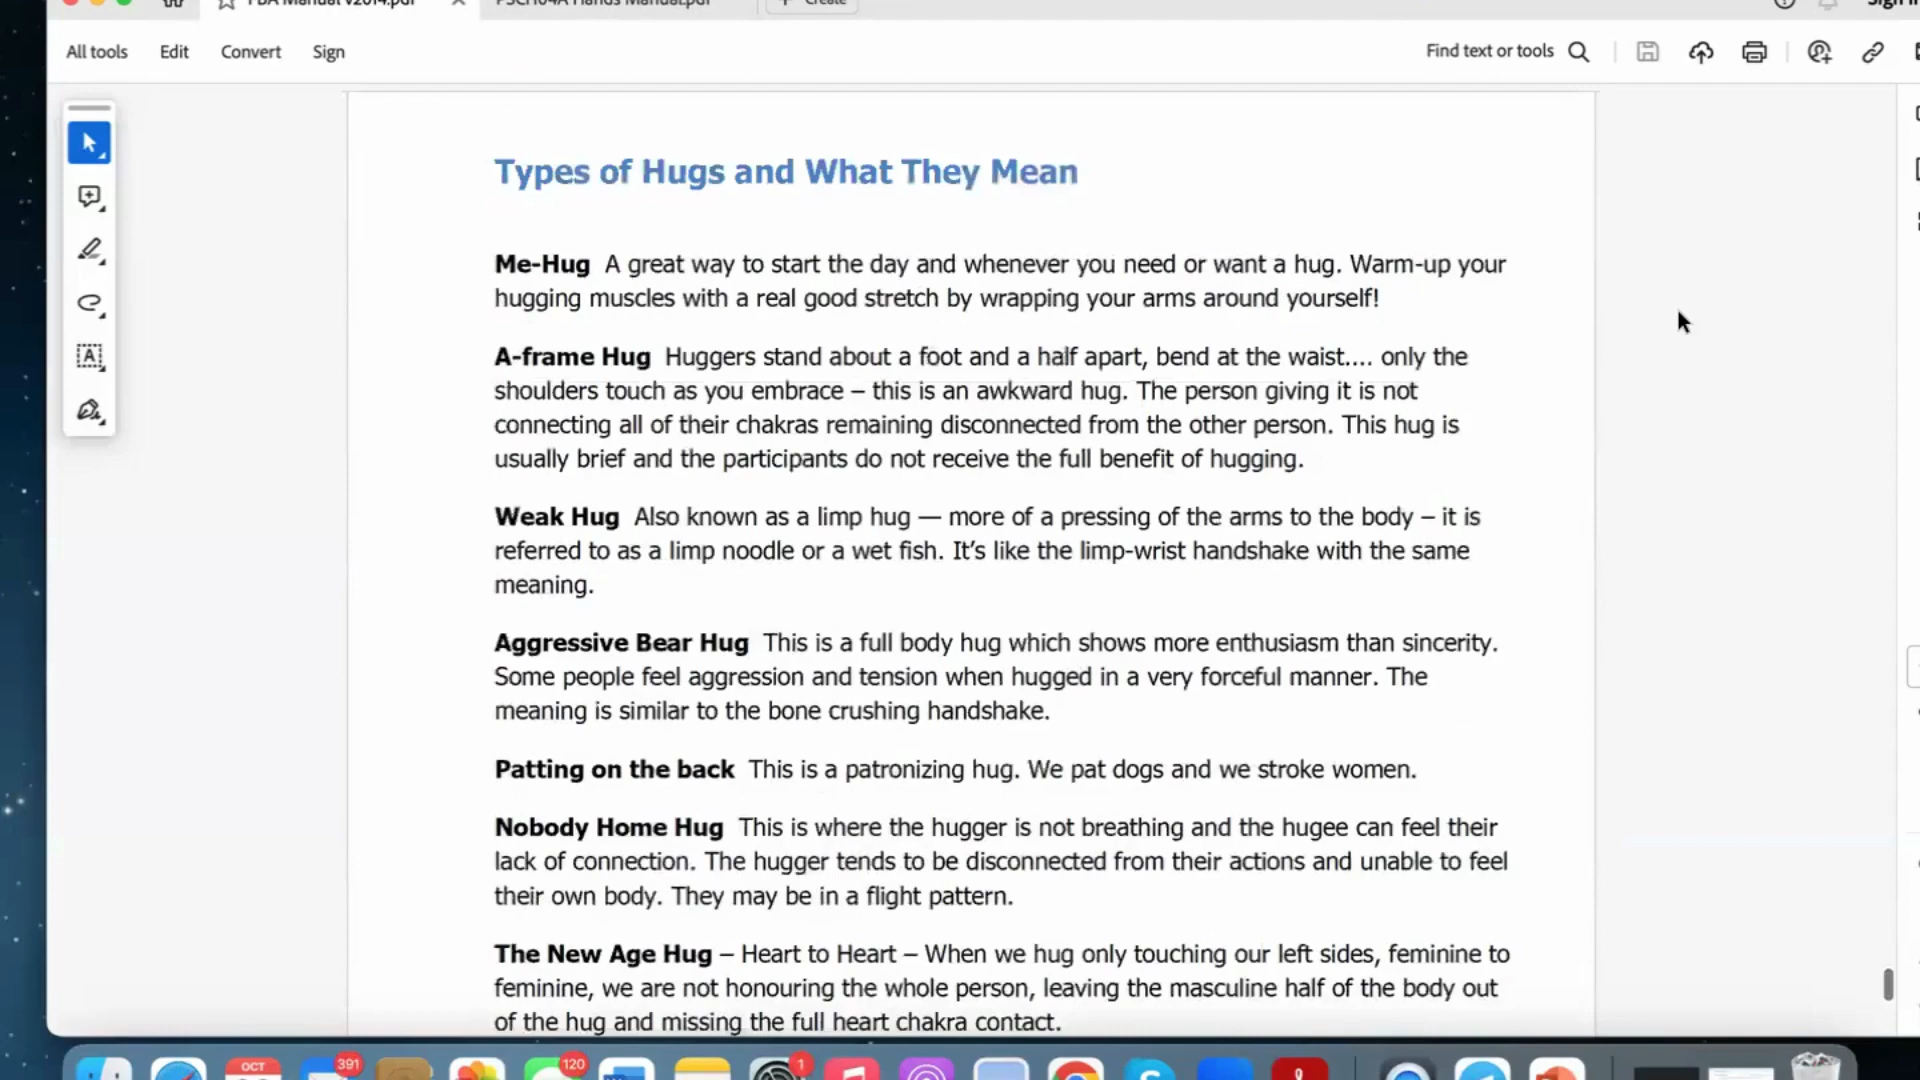 PBA Manual v2014.pdf
PSCH04A Hands Manual.pdf
Create
All tools
Edit
Convert
Sign
Find text or tools
Types of Hugs and What They Mean
Me-Hug A great way to start the day and whenever you need or want a hug. Warm-up your
hugging muscles with a real good stretch by wrapping your arms around yourself!
A-frame Hug Huggers stand about a foot and a half apart, bend at the waist.... only the
shoulders touch as you embrace – this is an awkward hug. The person giving it is not
connecting all of their chakras remaining disconnected from the other person. This hug is
usually brief and the participants do not receive the full benefit of hugging.
Weak Hug Also known as a limp hug — more of a pressing of the arms to the body – it is
referred to as a limp noodle or a wet fish. It’s like the limp-wrist handshake with the same
meaning.
Aggressive Bear Hug This is a full body hug which shows more enthusiasm than sincerity.
Some people feel aggression and tension when hugged in a very forceful manner. The
meaning is similar to the bone crushing handshake.
Patting on the back This is a patronizing hug. We pat dogs and we stroke women.
Nobody Home Hug This is where the hugger is not breathing and the hugee can feel their
lack of connection. The hugger tends to be disconnected from their actions and unable to feel
their own body. They may be in a flight pattern.
The New Age Hug – Heart to Heart – When we hug only touching our left sides, feminine to
feminine, we are not honouring the whole person, leaving the masculine half of the body out
of the hug and missing the full heart chakra contact.
OCT
391
120
1